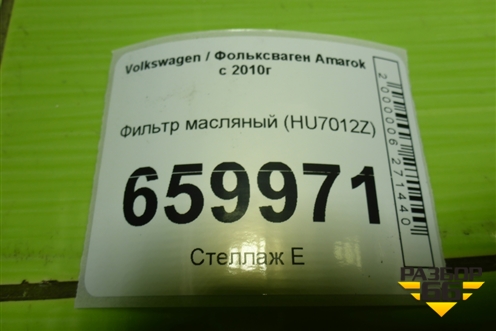 Volkswagen / Фольксваген Amarok
с 2010г
Фильтр масляный (HU7012Z)
659971
Стеллаж Е
2000006271440
РАЗБОР